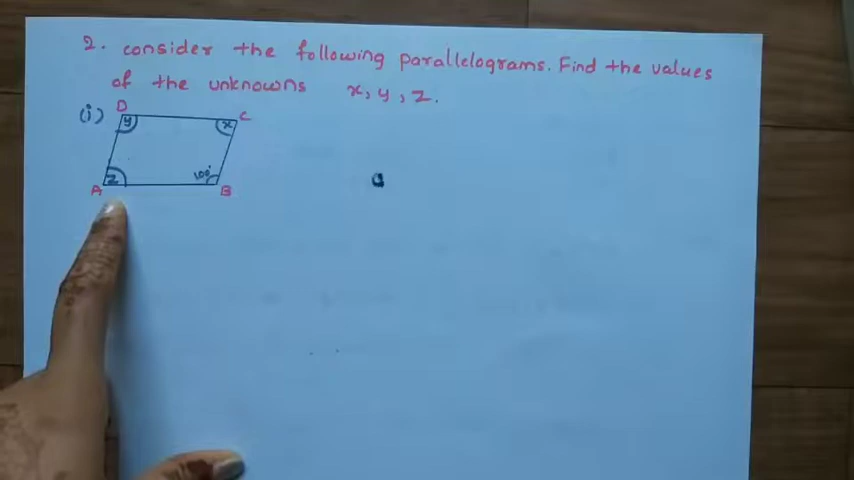 2. consider the following parallelograms. Find the values
of the unknowns x, y, z.
(i) D C
y x
z 100°
A B